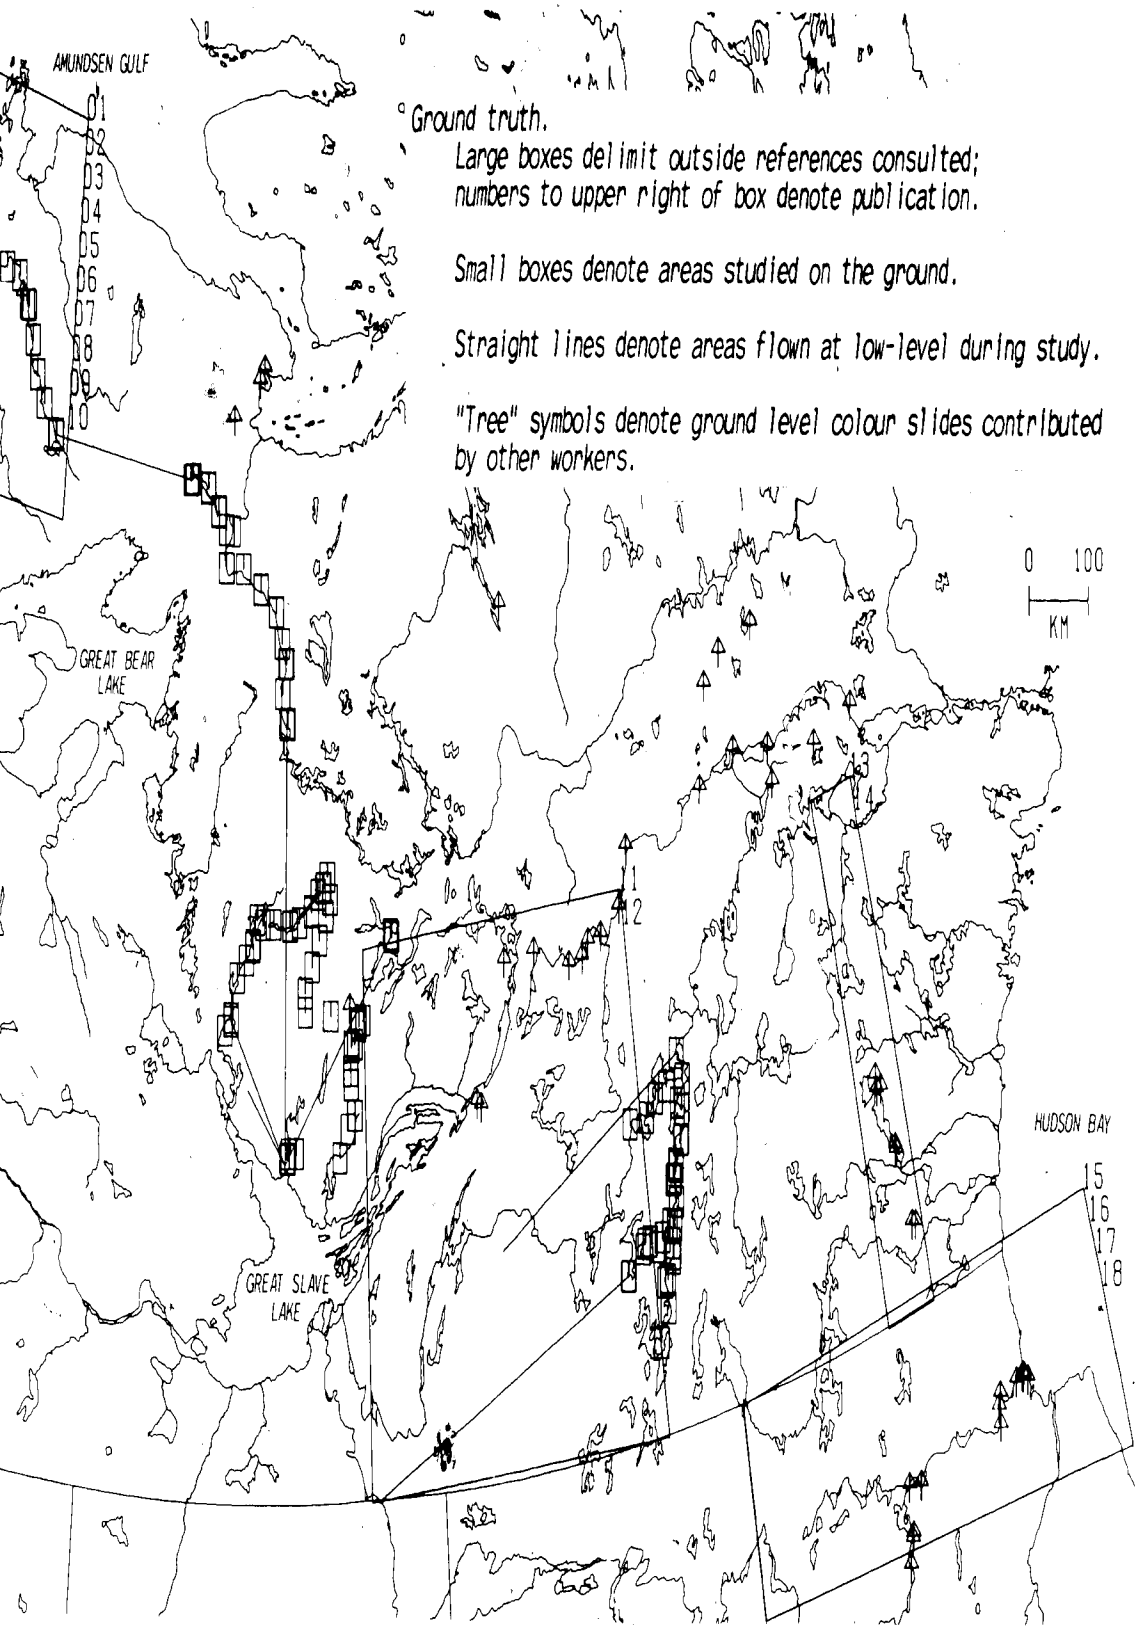 AMUNDSEN GULF
01
02
03
04
05
06
07
08
09
10
Ground truth.
Large boxes delimit outside references consulted;
numbers to upper right of box denote publication.
Small boxes denote areas studied on the ground.
Straight lines denote areas flown at low-level during study.
"Tree" symbols denote ground level colour slides contributed
by other workers.
0 100
KM
GREAT BEAR
LAKE
13
14
11
12
HUDSON BAY
15
16
17
18
GREAT SLAVE
LAKE